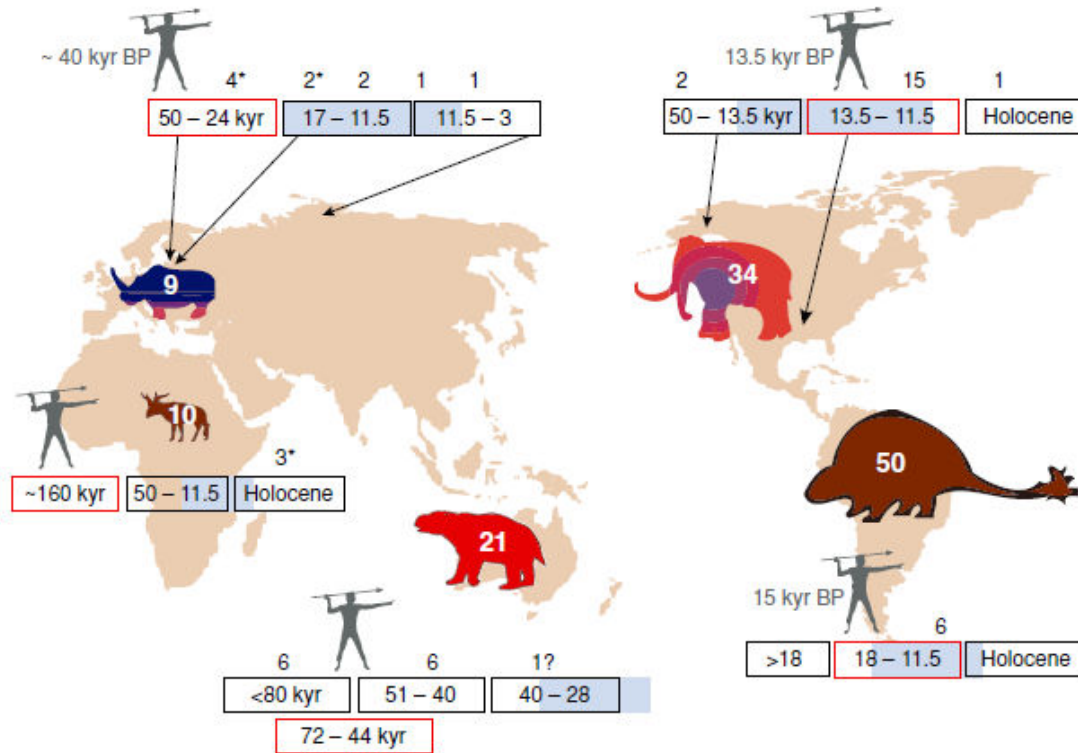 ~ 40 kyr BP
4* 2* 2 1 1
50 – 24 kyr 17 – 11.5 11.5 – 3
13.5 kyr BP
2 15 1
50 – 13.5 kyr 13.5 – 11.5 Holocene
9
34
10
3*
~160 kyr 50 – 11.5 Holocene
50
21
15 kyr BP
6
>18 18 – 11.5 Holocene
6 6 1?
<80 kyr 51 – 40 40 – 28
72 – 44 kyr